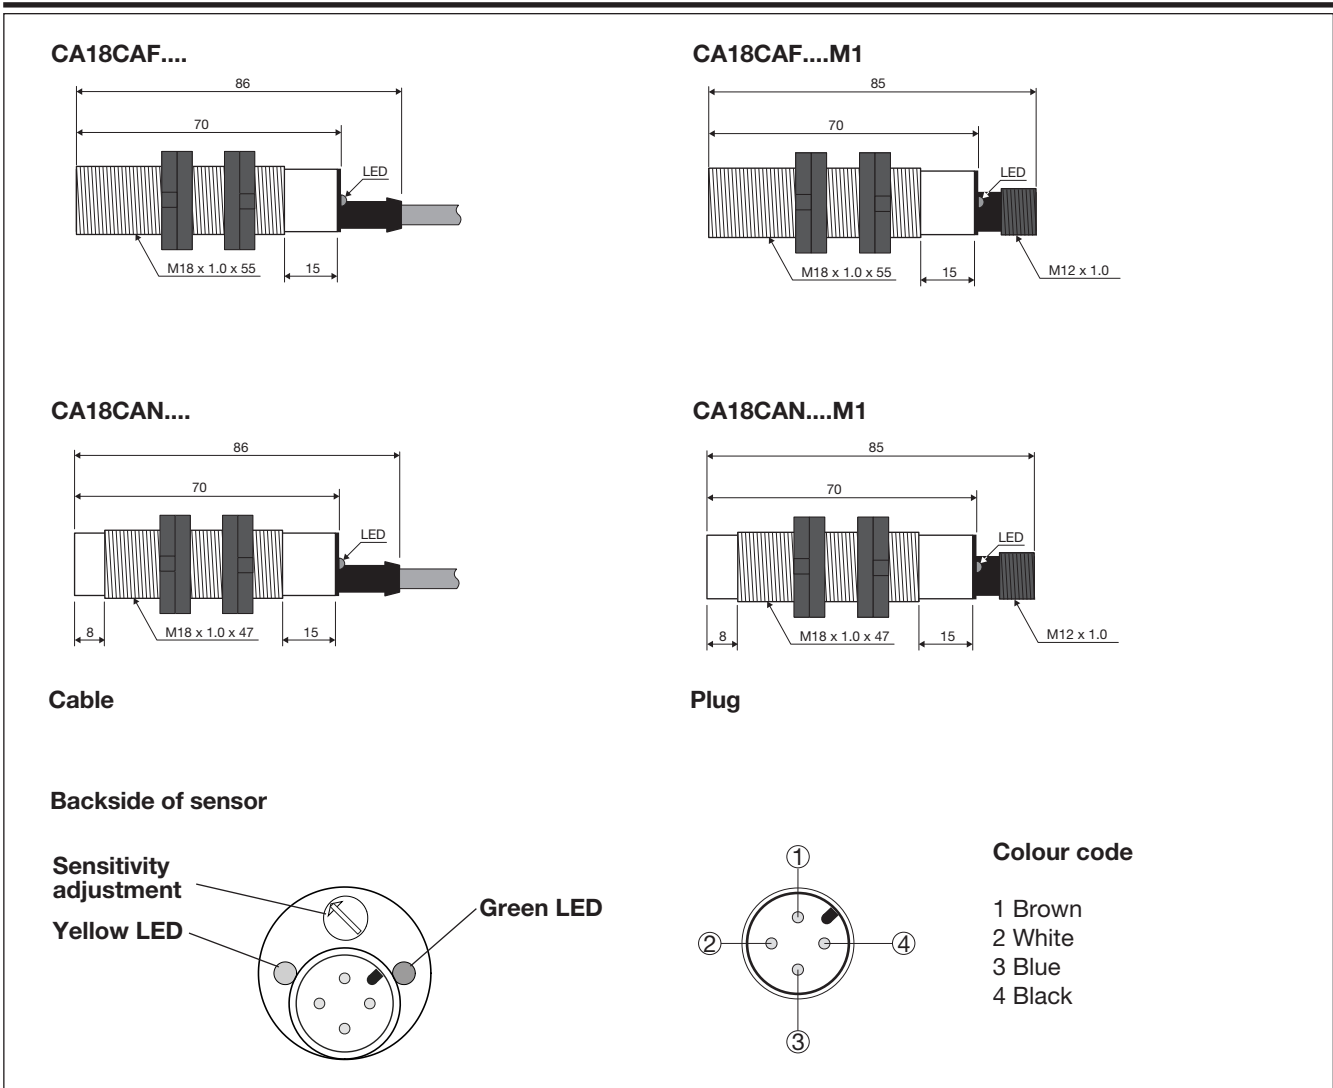 CA18CAF....
86
70
LED
M18 x 1.0 x 55
15
CA18CAF....M1
85
70
LED
M18 x 1.0 x 55
15
M12 x 1.0
CA18CAN....
86
70
LED
8
M18 x 1.0 x 47
15
CA18CAN....M1
85
70
LED
8
M18 x 1.0 x 47
15
M12 x 1.0
Cable
Plug
Backside of sensor
Sensitivity
adjustment
Yellow LED
Green LED
1
2
4
3
Colour code
1 Brown
2 White
3 Blue
4 Black